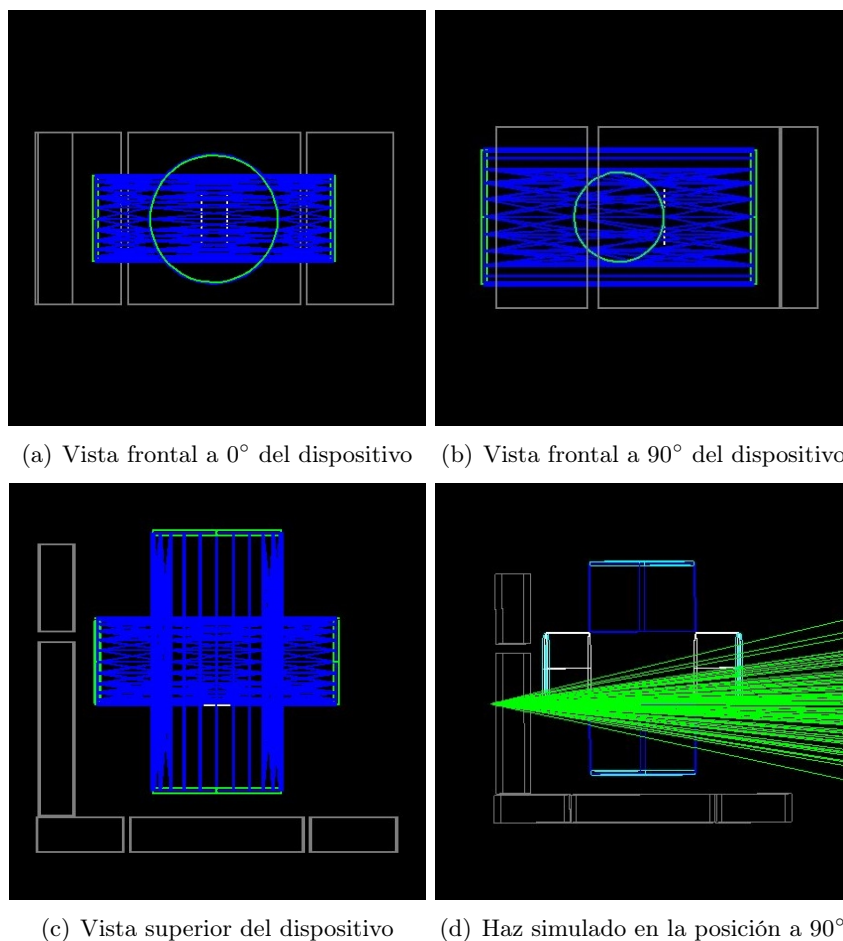 (a) Vista frontal a 0° del dispositivo
(b) Vista frontal a 90° del dispositivo
(c) Vista superior del dispositivo
(d) Haz simulado en la posición a 90°